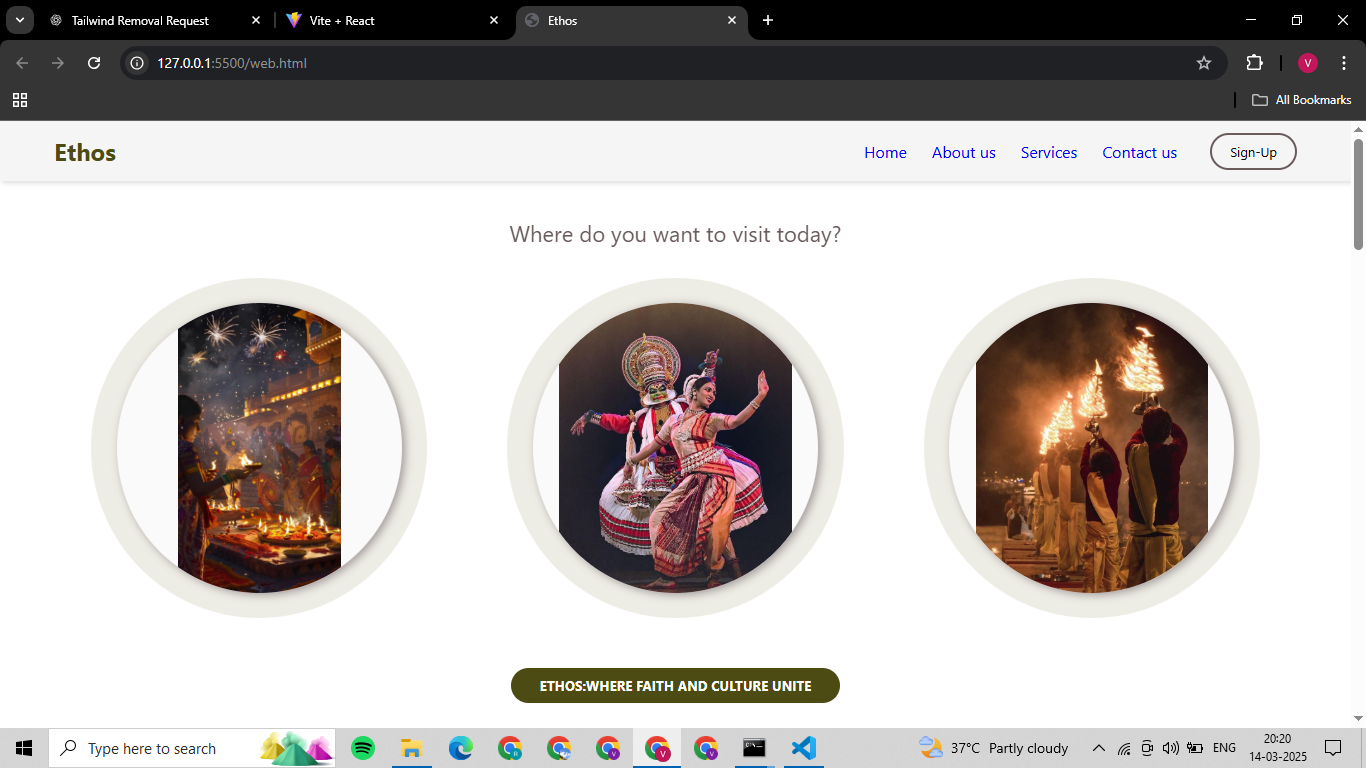 Tailwind Removal Request
Vite + React
Ethos
127.0.0.1:5500/web.html
V
All Bookmarks
Ethos
Home
About us
Services
Contact us
Sign-Up
Where do you want to visit today?
ETHOS:WHERE FAITH AND CULTURE UNITE
Type here to search
37°C Partly cloudy
ENG
20:20
14-03-2025